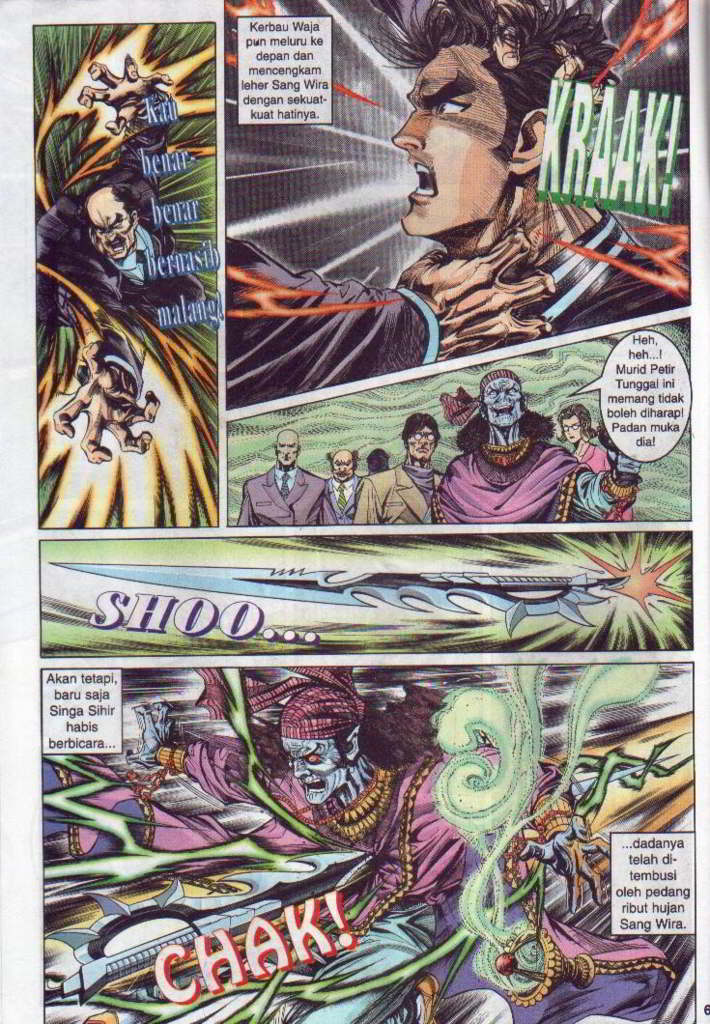 Kau
benar-
benar
bernasib
malang!
Kerbau Waja
pun meluru ke
depan dan
mencengkam
leher Sang Wira
dengan sekuat-
kuat hatinya.
KRAAK!
Heh,
heh...!
Murid Petir
Tunggal ini
memang tidak
boleh diharap!
Padan muka
dia!
SHOO...
Akan tetapi,
baru saja
Singa Sihir
habis
berbicara...
...dadanya
telah di-
tembusi
oleh pedang
ribut hujan
Sang Wira.
CHAK!
6